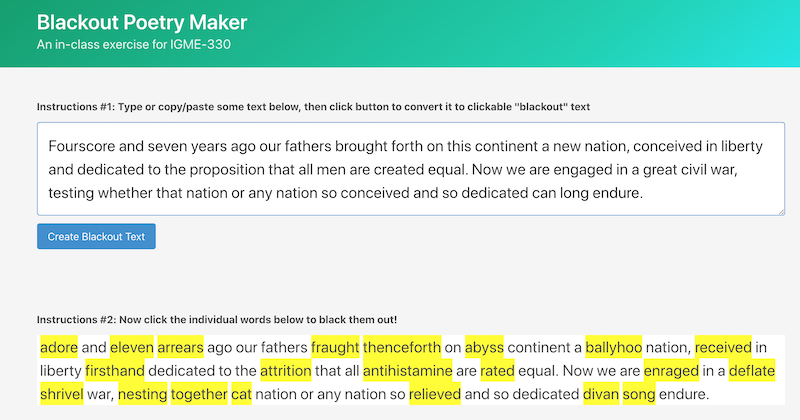 Blackout Poetry Maker
An in-class exercise for IGME-330
Instructions #1: Type or copy/paste some text below, then click button to convert it to clickable "blackout" text
Fourscore and seven years ago our fathers brought forth on this continent a new nation, conceived in liberty
and dedicated to the proposition that all men are created equal. Now we are engaged in a great civil war,
testing whether that nation or any nation so conceived and so dedicated can long endure.
Create Blackout Text
Instructions #2: Now click the individual words below to black them out!
adore and eleven arrears ago our fathers fraught thenceforth on abyss continent a ballyhoo nation, received in
liberty firsthand dedicated to the attrition that all antihistamine are rated equal. Now we are enraged in a deflate
shrivel war, nesting together cat nation or any nation so relieved and so dedicated divan song endure.